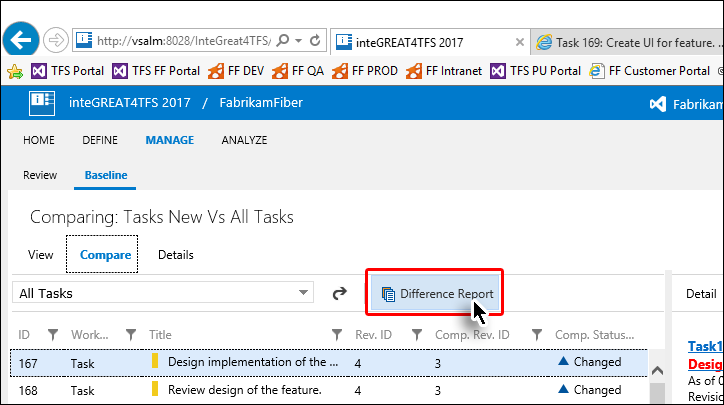 http://vsalm:8028/InteGreat4TFS/ inteGREAT4TFS 2017 Task 169: Create UI for feature. ..
TFS Portal TFS FF Portal FF DEV FF QA FF PROD FF Intranet TFS PU Portal FF Customer Portal
inteGREAT4TFS 2017 / FabrikamFiber Fabrikam
HOME DEFINE MANAGE ANALYZE
Review Baseline
Comparing: Tasks New Vs All Tasks
View Compare Details
All Tasks Difference Report Detail
ID Work... Title Rev. ID Comp. Rev. ID Comp. Status...
167 Task Design implementation of the ... 4 3 Changed
168 Task Review design of the feature. 4 3 Changed
Task1
Desig
As of
Revisi